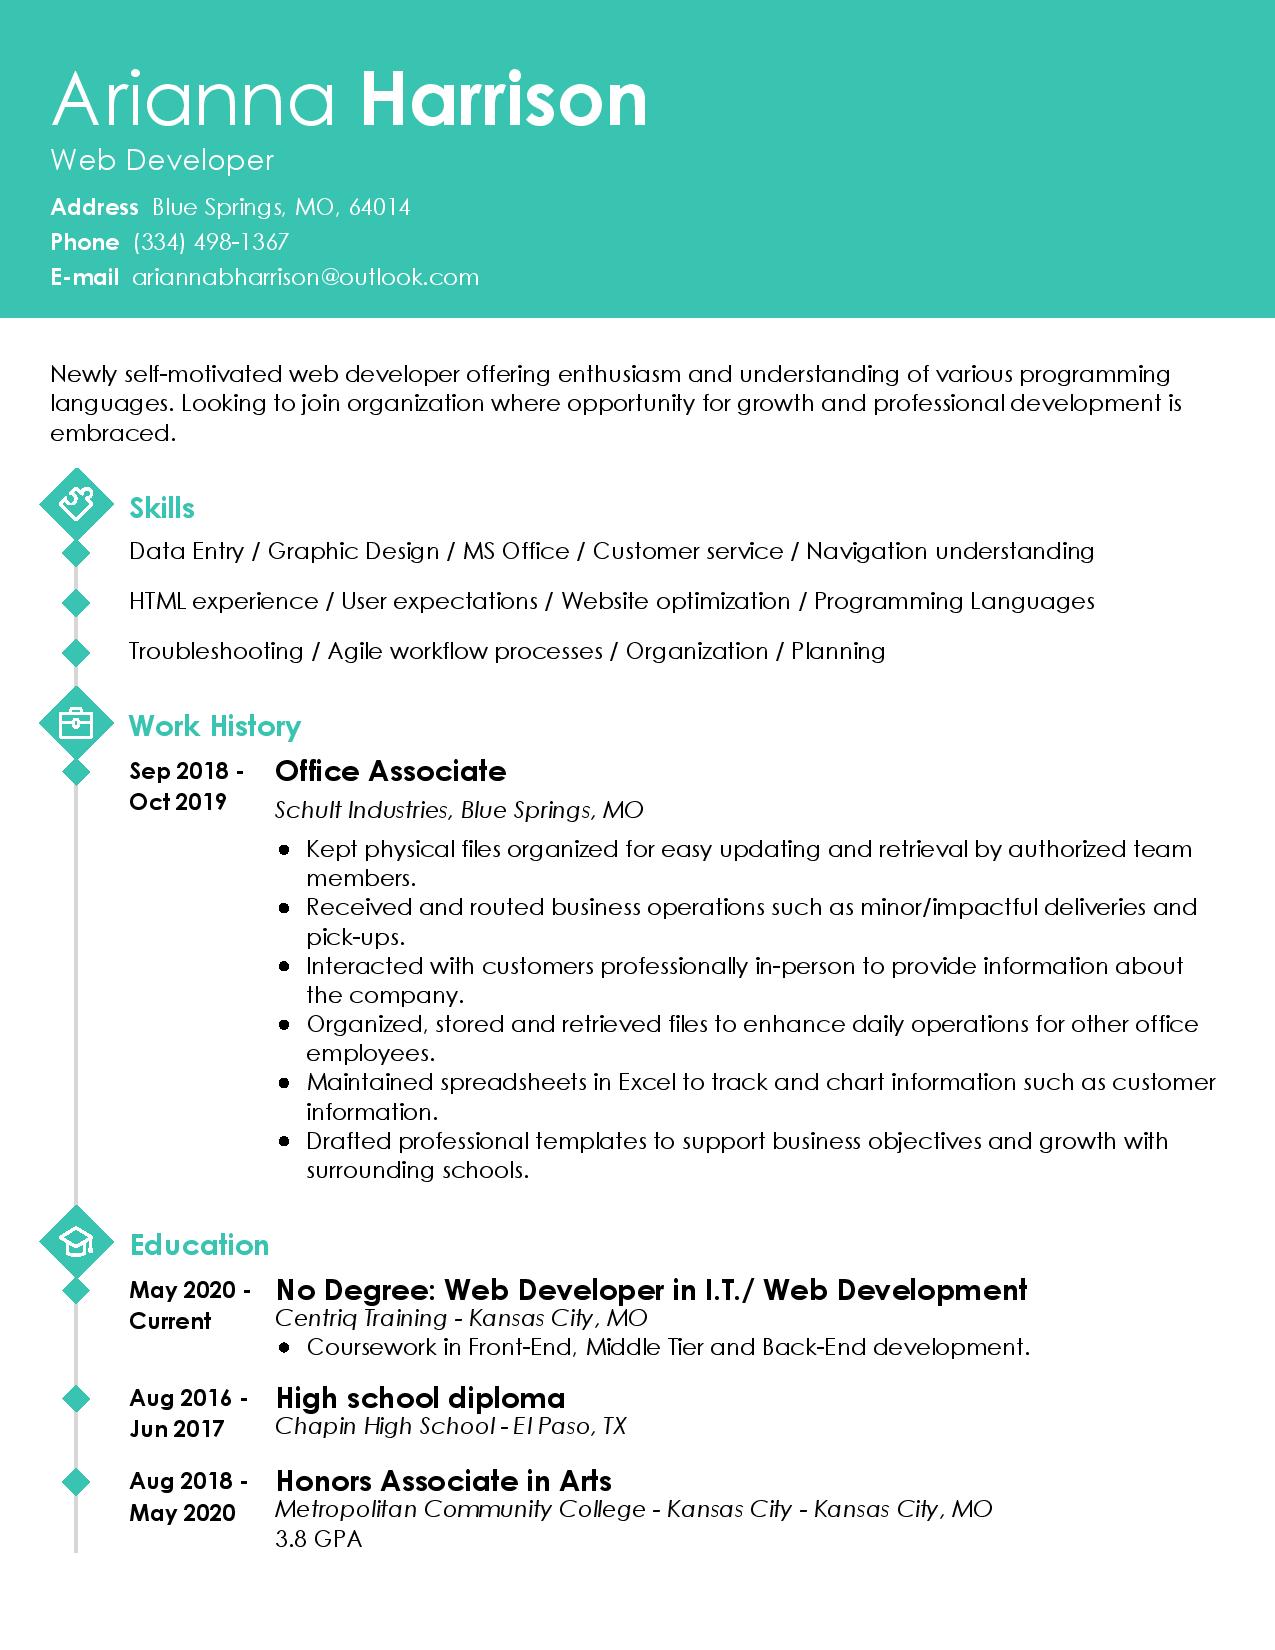 Arianna Harrison
Web Developer
Address Blue Springs, MO, 64014
Phone (334) 498-1367
E-mail ariannabharrison@outlook.com
Newly self-motivated web developer offering enthusiasm and understanding of various programming
languages. Looking to join organization where opportunity for growth and professional development is
embraced.
Skills
Data Entry / Graphic Design / MS Office / Customer service / Navigation understanding
HTML experience / User expectations / Website optimization / Programming Languages
Troubleshooting / Agile workflow processes / Organization / Planning
Work History
Sep 2018 -
Oct 2019
Office Associate
Schult Industries, Blue Springs, MO
● Kept physical files organized for easy updating and retrieval by authorized team
members.
● Received and routed business operations such as minor/impactful deliveries and
pick-ups.
● Interacted with customers professionally in-person to provide information about
the company.
● Organized, stored and retrieved files to enhance daily operations for other office
employees.
● Maintained spreadsheets in Excel to track and chart information such as customer
information.
● Drafted professional templates to support business objectives and growth with
surrounding schools.
Education
May 2020 -
Current
No Degree: Web Developer in I.T./ Web Development
Centriq Training - Kansas City, MO
● Coursework in Front-End, Middle Tier and Back-End development.
Aug 2016 -
Jun 2017
High school diploma
Chapin High School - El Paso, TX
Aug 2018 -
May 2020
Honors Associate in Arts
Metropolitan Community College - Kansas City - Kansas City, MO
3.8 GPA